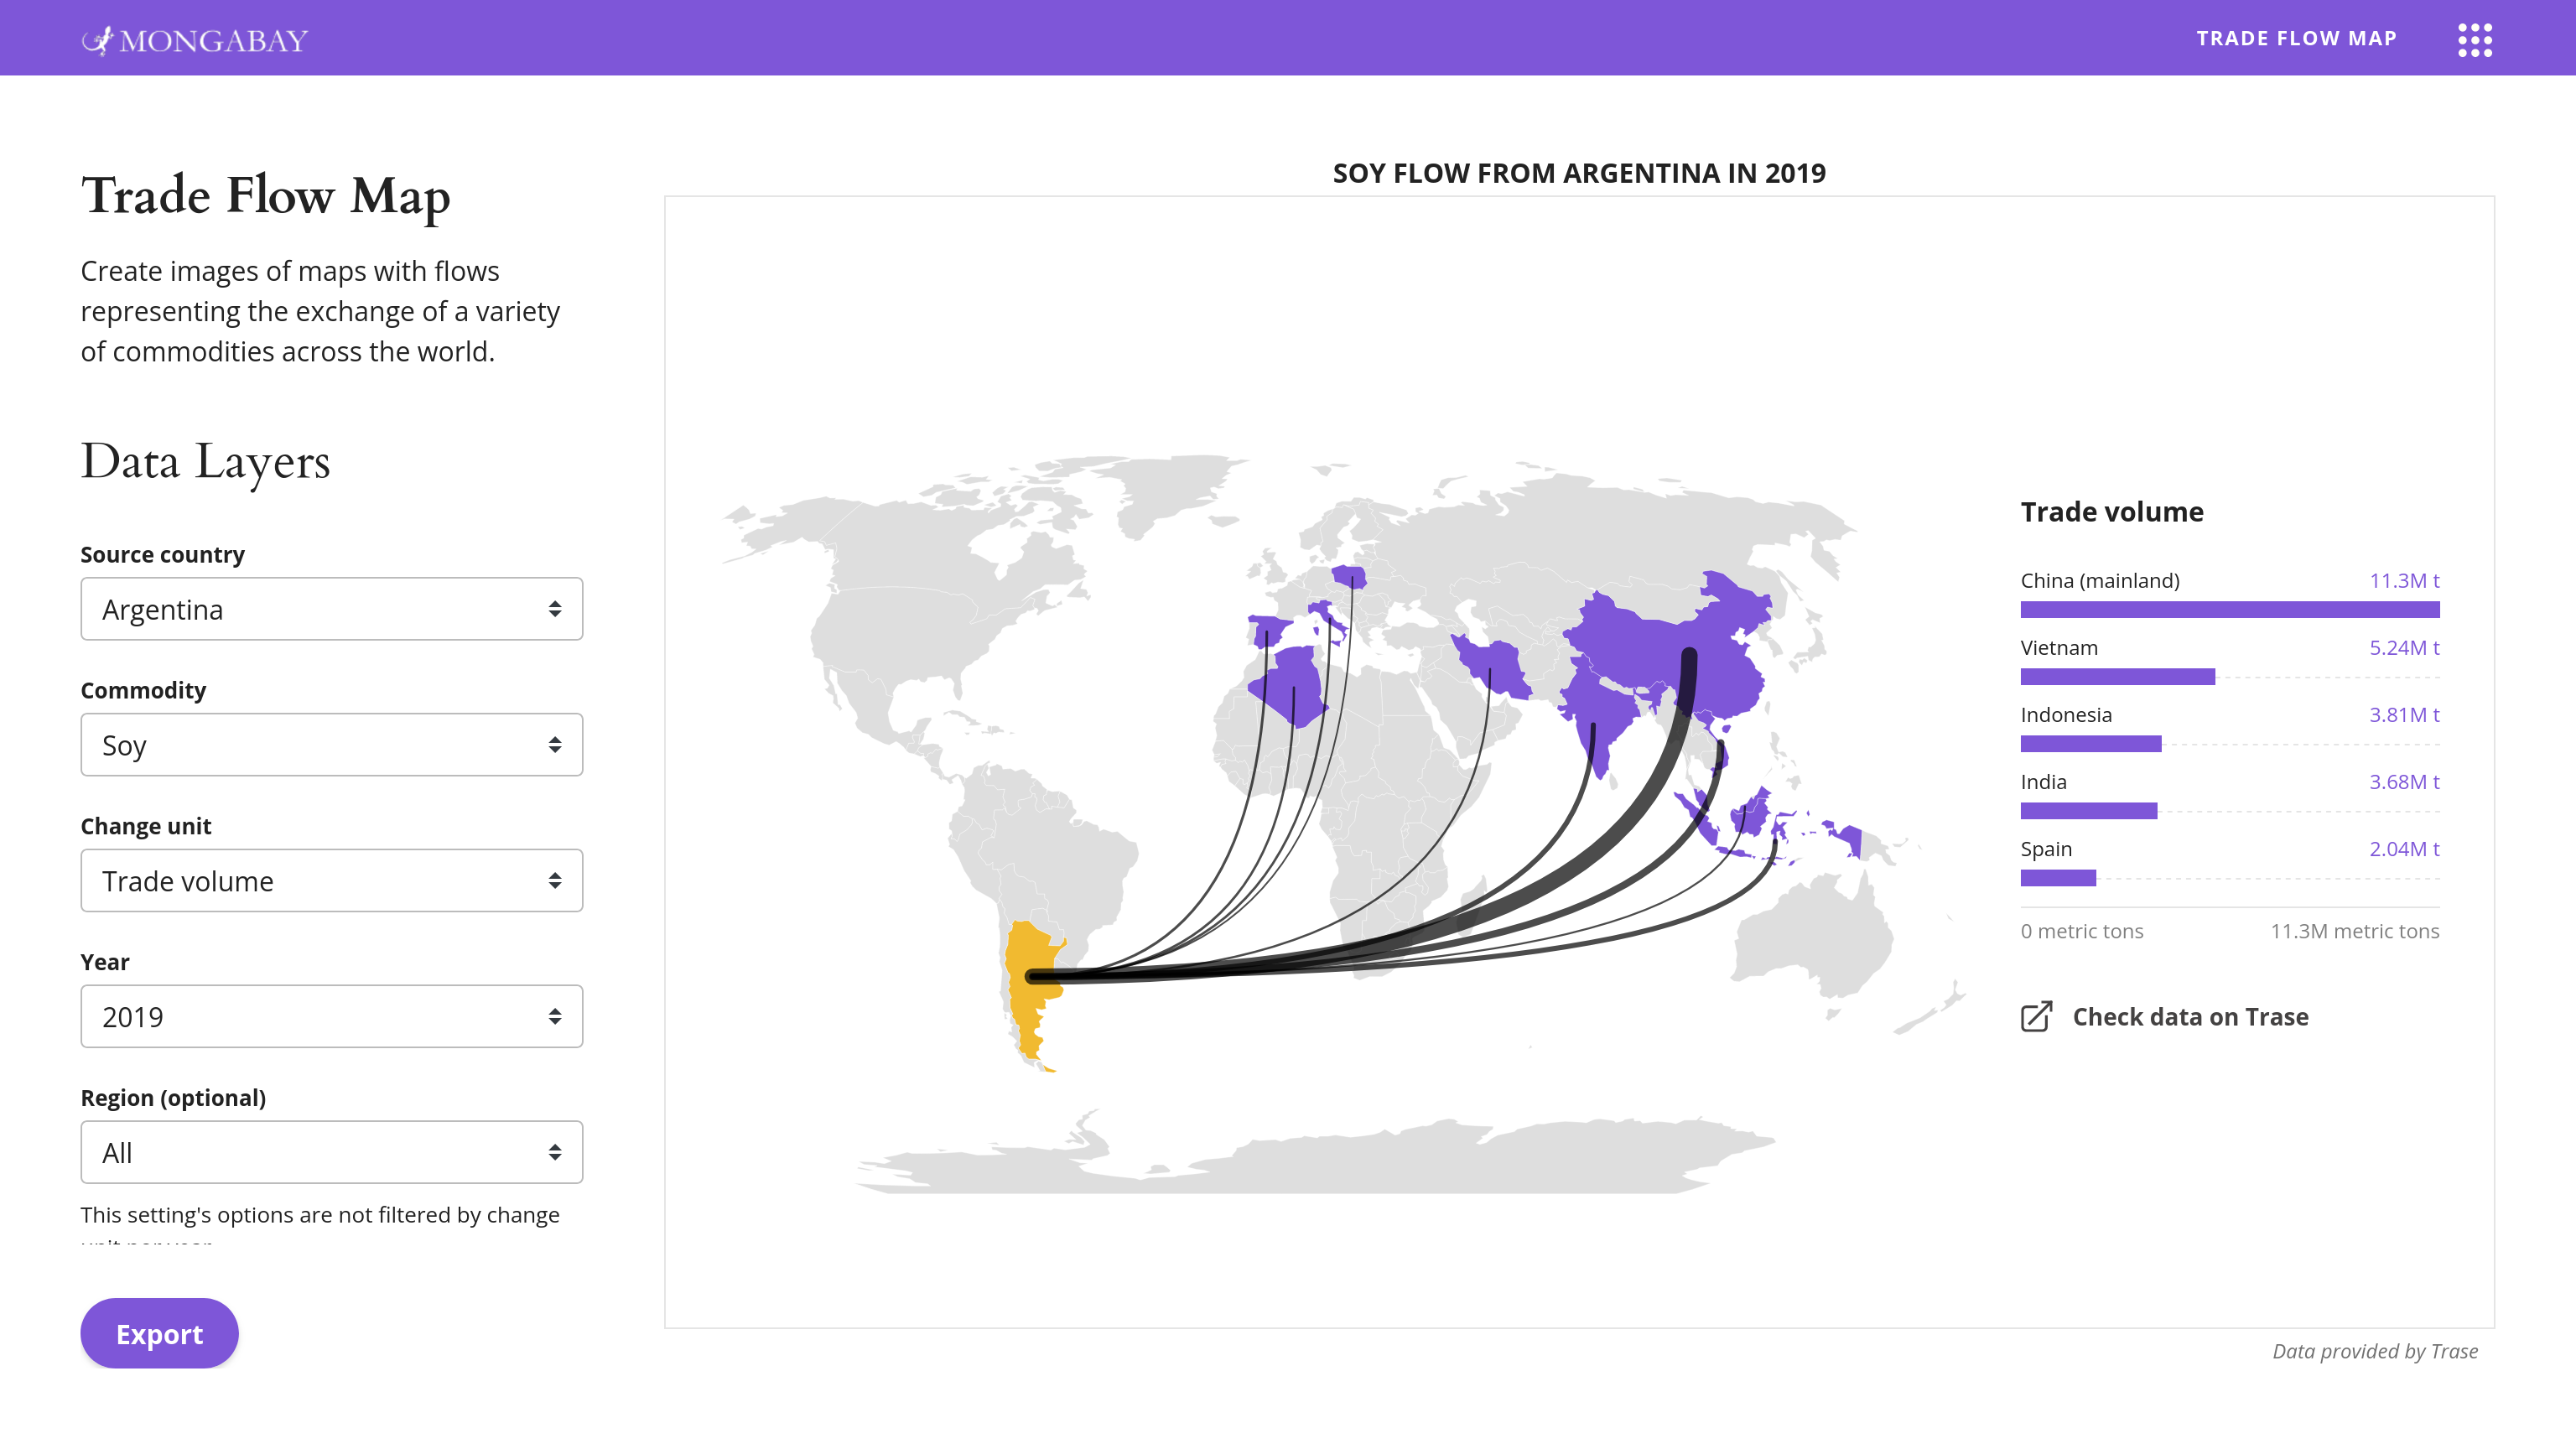 MONGABAY
TRADE FLOW MAP
Trade Flow Map
Create images of maps with flows
representing the exchange of a variety
of commodities across the world.
Data Layers
Source country
Argentina
Commodity
Soy
Change unit
Trade volume
Year
2019
Region (optional)
All
This setting's options are not filtered by change
Export
SOY FLOW FROM ARGENTINA IN 2019
Trade volume
China (mainland) 11.3M t
Vietnam 5.24M t
Indonesia 3.81M t
India 3.68M t
Spain 2.04M t
0 metric tons 11.3M metric tons
Check data on Trase
Data provided by Trase